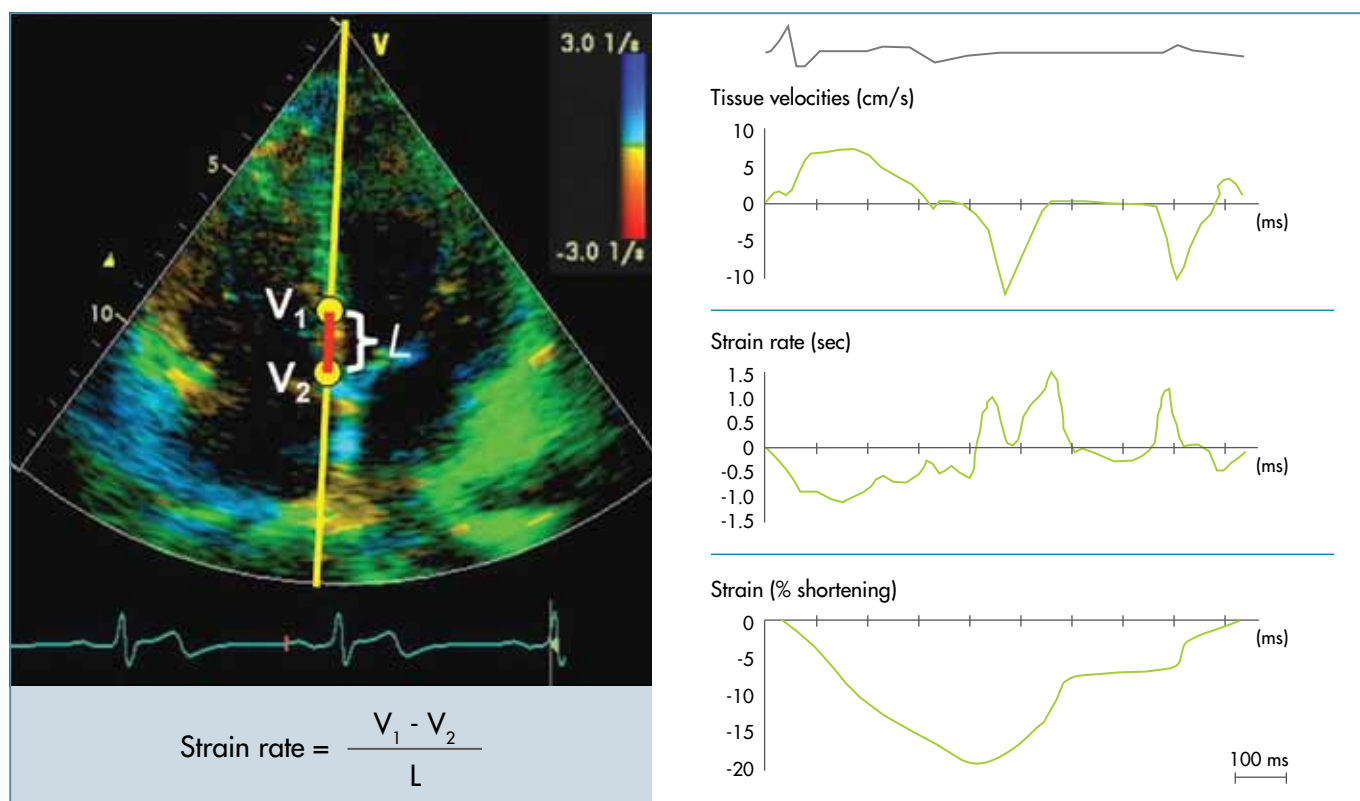 V
3.0 1/s
-3.0 1/s
5
10
V1
L
V2
Strain rate = V1 - V2
L
Tissue velocities (cm/s)
10
5
0
-5
-10
(ms)
Strain rate (sec)
1.5
1.0
0.5
0
-0.5
1.0
-1.5
(ms)
Strain (% shortening)
0
-5
-10
-15
-20
(ms)
100 ms